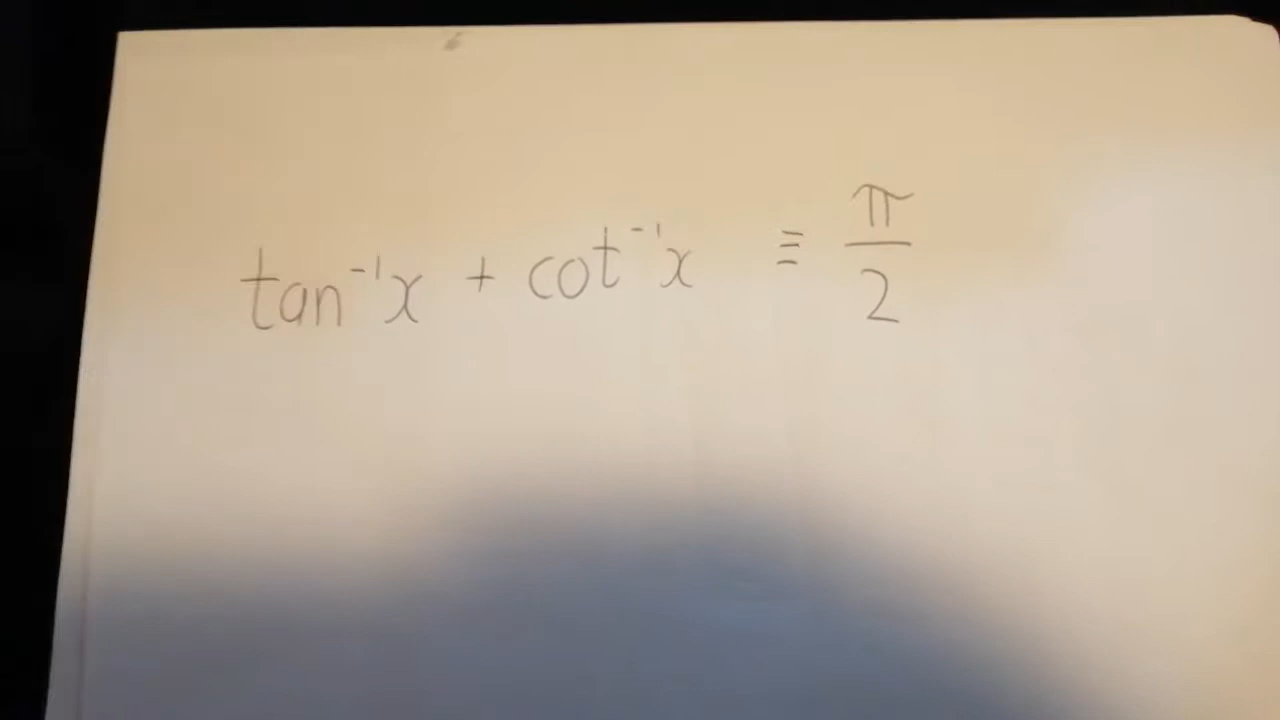 tan⁻¹x + cot⁻¹x ≡ π/2